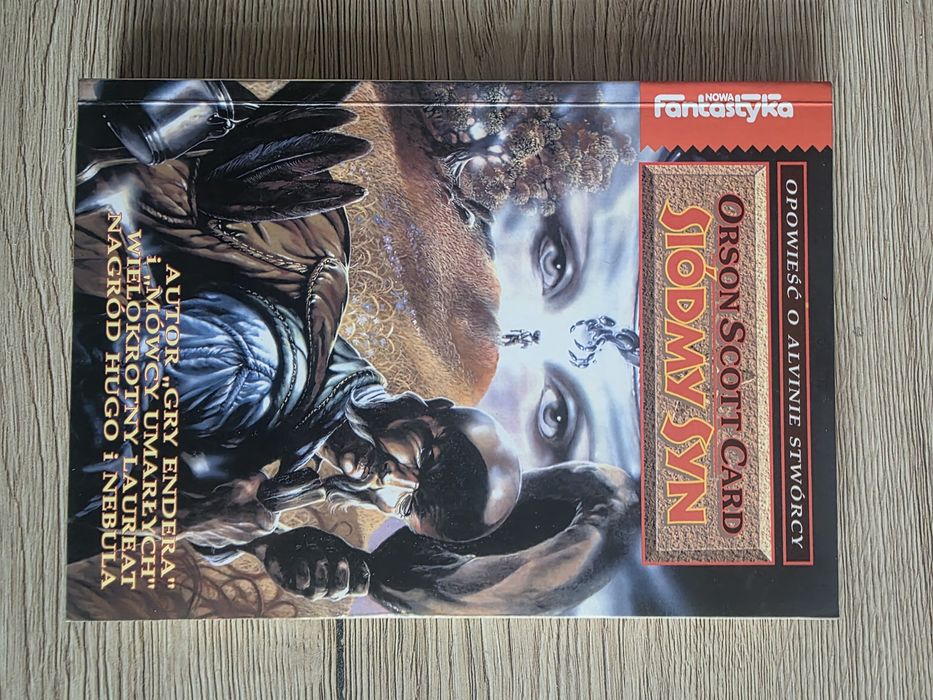 NOWA
Fantastyka
OPOWIEŚĆ O ALVINIE STWÓRCY
ORSON SCOTT CARD
SIÓDMY SYN
AUTOR „GRY ENDERA"
i „MÓWCY UMARŁYCH"
WIELOKROTNY LAUREAT
NAGRÓD HUGO i NEBULA